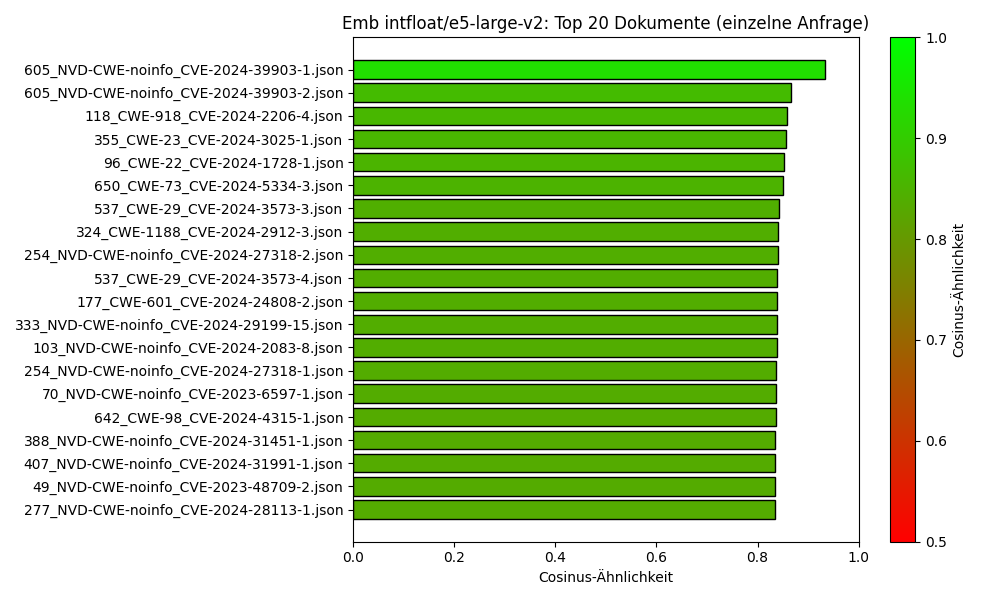 Emb intfloat/e5-large-v2: Top 20 Dokumente (einzelne Anfrage)
605_NVD-CWE-noinfo_CVE-2024-39903-1.json
605_NVD-CWE-noinfo_CVE-2024-39903-2.json
118_CWE-918_CVE-2024-2206-4.json
355_CWE-23_CVE-2024-3025-1.json
96_CWE-22_CVE-2024-1728-1.json
650_CWE-73_CVE-2024-5334-3.json
537_CWE-29_CVE-2024-3573-3.json
324_CWE-1188_CVE-2024-2912-3.json
254_NVD-CWE-noinfo_CVE-2024-27318-2.json
537_CWE-29_CVE-2024-3573-4.json
177_CWE-601_CVE-2024-24808-2.json
333_NVD-CWE-noinfo_CVE-2024-29199-15.json
103_NVD-CWE-noinfo_CVE-2024-2083-8.json
254_NVD-CWE-noinfo_CVE-2024-27318-1.json
70_NVD-CWE-noinfo_CVE-2023-6597-1.json
642_CWE-98_CVE-2024-4315-1.json
388_NVD-CWE-noinfo_CVE-2024-31451-1.json
407_NVD-CWE-noinfo_CVE-2024-31991-1.json
49_NVD-CWE-noinfo_CVE-2023-48709-2.json
277_NVD-CWE-noinfo_CVE-2024-28113-1.json
0.0 0.2 0.4 0.6 0.8 1.0
Cosinus-Ähnlichkeit
1.0
0.9
0.8
0.7
0.6
0.5
Cosinus-Ähnlichkeit